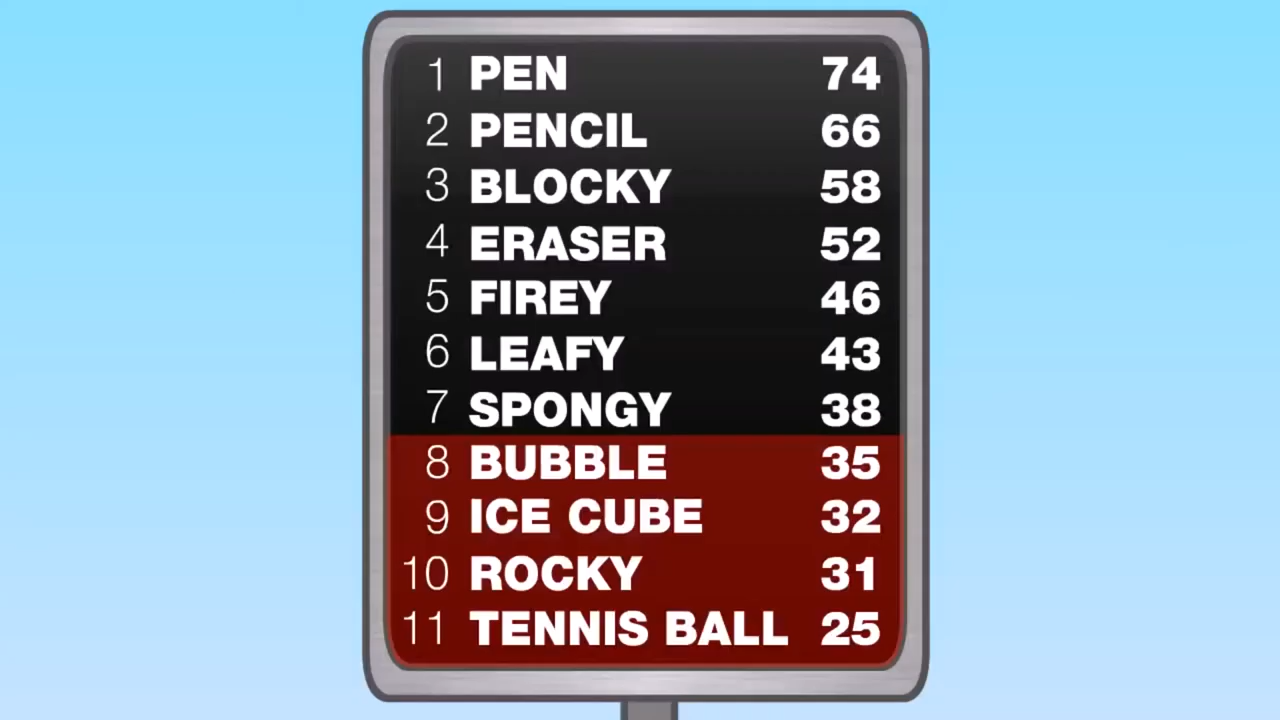 1 PEN 74
2 PENCIL 66
3 BLOCKY 58
4 ERASER 52
5 FIREY 46
6 LEAFY 43
7 SPONGY 38
8 BUBBLE 35
9 ICE CUBE 32
10 ROCKY 31
11 TENNIS BALL 25